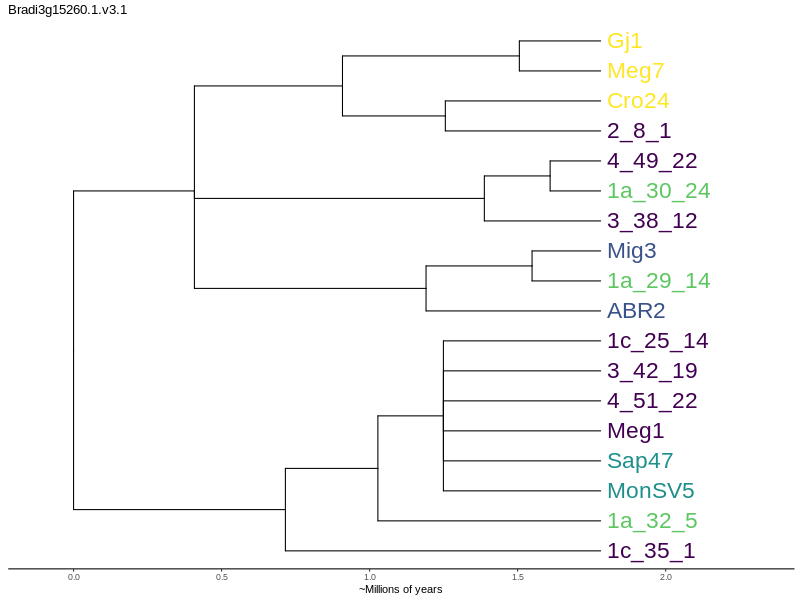 Bradi3g15260.1.v3.1
Gj1
Meg7
Cro24
2_8_1
4_49_22
1a_30_24
3_38_12
Mig3
1a_29_14
ABR2
1c_25_14
3_42_19
4_51_22
Meg1
Sap47
MonSV5
1a_32_5
1c_35_1
0.0 0.5 1.0 1.5 2.0
~Millions of years